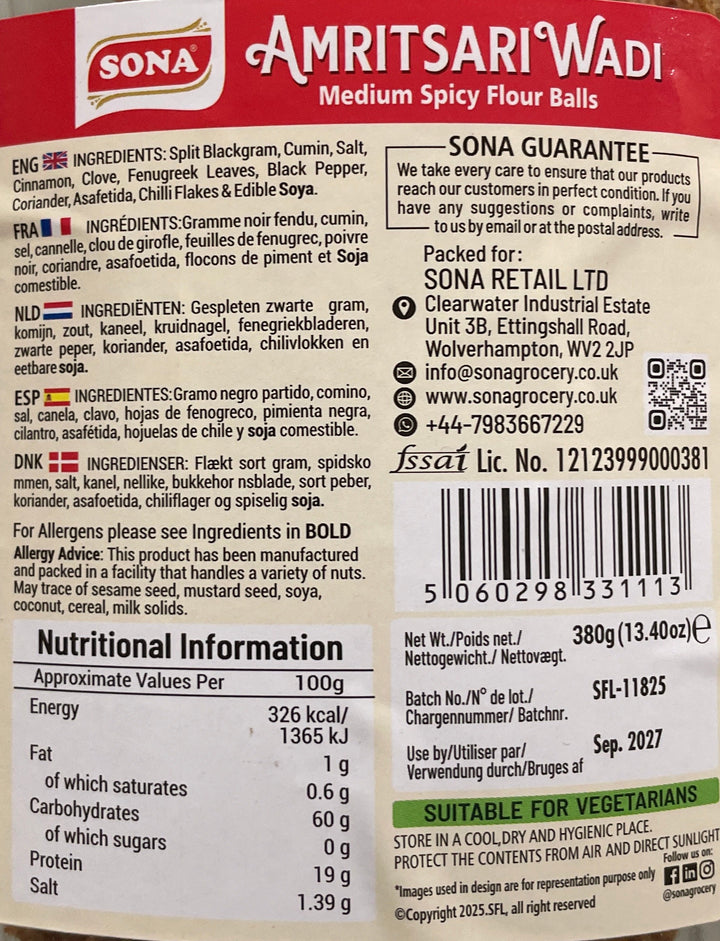 SONA®
AMRITSARI WADI
Medium Spicy Flour Balls
ENG INGREDIENTS: Split Blackgram, Cumin, Salt,
Cinnamon, Clove, Fenugreek Leaves, Black Pepper,
Coriander, Asafetida, Chilli Flakes & Edible Soya.
FRA INGRÉDIENTS:Gramme noir fendu, cumin,
sel, cannelle, clou de girofle, feuilles de fenugrec, poivre
noir, coriandre, asafoetida, flocons de piment et Soja
comestible.
NLD INGREDIËNTEN: Gespleten zwarte gram,
komijn, zout, kaneel, kruidnagel, fenegriekbladeren,
zwarte peper, koriander, asafoetida, chilivlokken en
eetbare soja.
ESP INGREDIENTES:Gramo negro partido, comino,
sal, canela, clavo, hojas de fenogreco, pimienta negra,
cilantro, asafétida, hojuelas de chile y soja comestible.
DNK INGREDIENSER: Flækt sort gram, spidsko
mmen, salt, kanel, nellike, bukkehor nsblade, sort peber,
koriander, asafoetida, chiliflager og spiselig soja.
For Allergens please see Ingredients in BOLD
Allergy Advice: This product has been manufactured
and packed in a facility that handles a variety of nuts.
May trace of sesame seed, mustard seed, soya,
coconut, cereal, milk solids.
Nutritional Information
Approximate Values Per 100g
Energy 326 kcal/
1365 kJ
Fat 1 g
of which saturates 0.6 g
Carbohydrates 60 g
of which sugars 0 g
Protein 19 g
Salt 1.39 g
SONA GUARANTEE
We take every care to ensure that our products
reach our customers in perfect condition. If you
have any suggestions or complaints, write
to us by email or at the postal address.
Packed for:
SONA RETAIL LTD
Clearwater Industrial Estate
Unit 3B, Ettingshall Road,
Wolverhampton, WV2 2JP
info@sonagrocery.co.uk
www.sonagrocery.co.uk
+44-7983667229
fssai Lic. No. 12123999000381
5 060298 331113
Net Wt./Poids net./ 380g (13.40oz)℮
Nettogewicht./ Nettovægt.
Batch No./N° de lot./ SFL-11825
Chargennummer/ Batchnr.
Use by/Utiliser par/ Sep. 2027
Verwendung durch/Bruges af
SUITABLE FOR VEGETARIANS
STORE IN A COOL,DRY AND HYGIENIC PLACE.
PROTECT THE CONTENTS FROM AIR AND DIRECT SUNLIGHT
Follow us on:
*Images used in design are for representation purpose only
@sonagrocery
©Copyright 2025.SFL, all right reserved